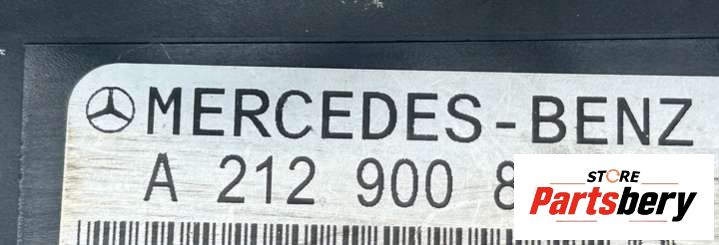 MERCEDES-BENZ
A 212 900 8
STORE
Partsbery